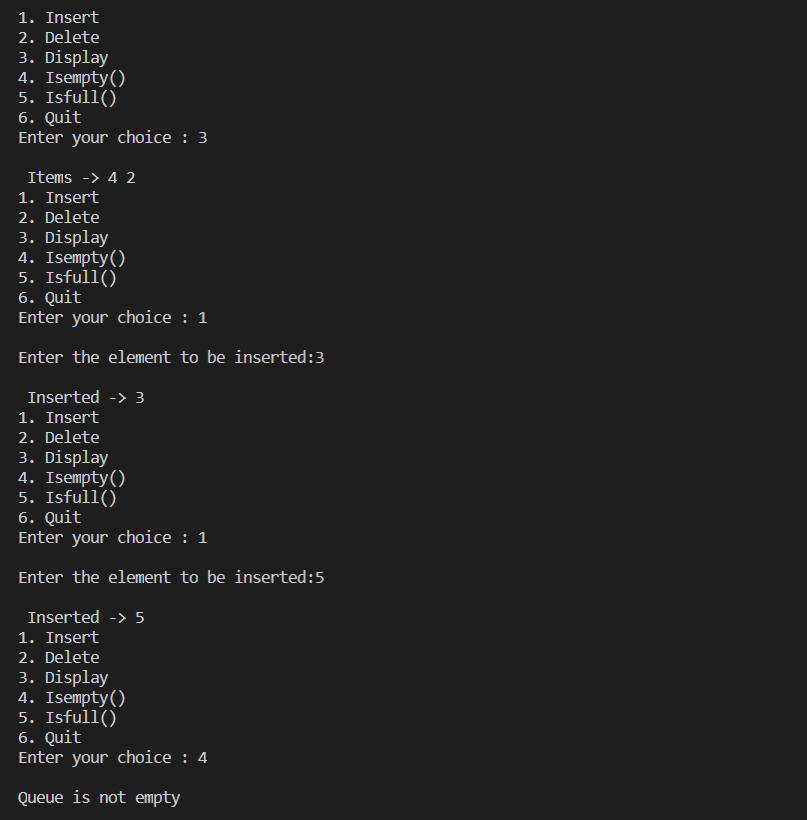 1. Insert
2. Delete
3. Display
4. Isempty()
5. Isfull()
6. Quit
Enter your choice : 3
Items -> 4 2
1. Insert
2. Delete
3. Display
4. Isempty()
5. Isfull()
6. Quit
Enter your choice : 1
Enter the element to be inserted:3
Inserted -> 3
1. Insert
2. Delete
3. Display
4. Isempty()
5. Isfull()
6. Quit
Enter your choice : 1
Enter the element to be inserted:5
Inserted -> 5
1. Insert
2. Delete
3. Display
4. Isempty()
5. Isfull()
6. Quit
Enter your choice : 4
Queue is not empty